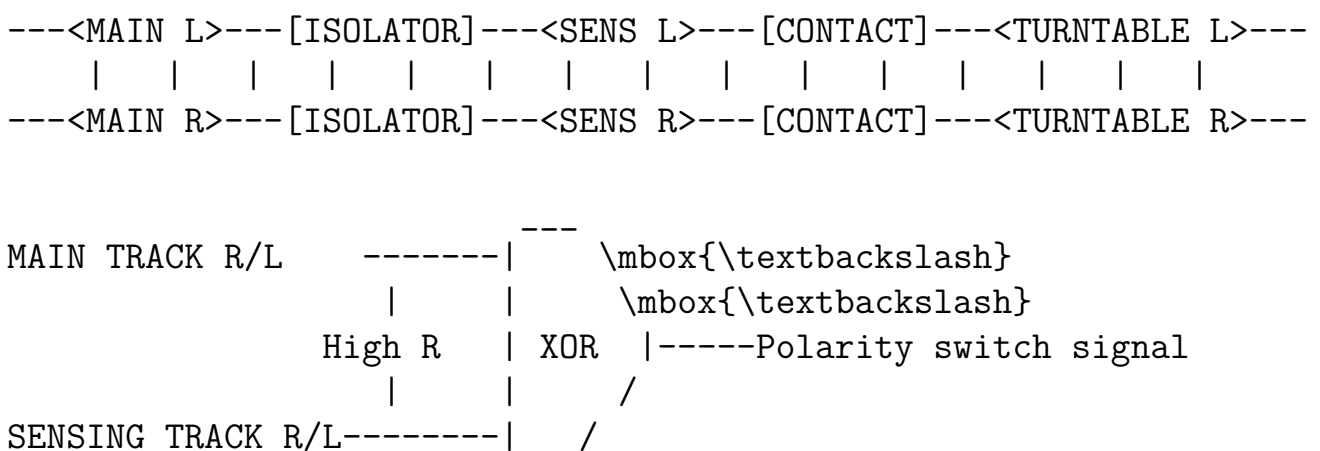 ---<MAIN L>---[ISOLATOR]---<SENS L>---[CONTACT]---<TURNTABLE L>---
    |   |   |   |   |   |   |   |   |   |   |   |   |   |   |
---<MAIN R>---[ISOLATOR]---<SENS R>---[CONTACT]---<TURNTABLE R>---
                          ---
MAIN TRACK R/L    -------|    \mbox{\textbackslash}
                   |     |     \mbox{\textbackslash}
                High R   | XOR  |-----Polarity switch signal
                   |     |     /
SENSING TRACK R/L--------|   /